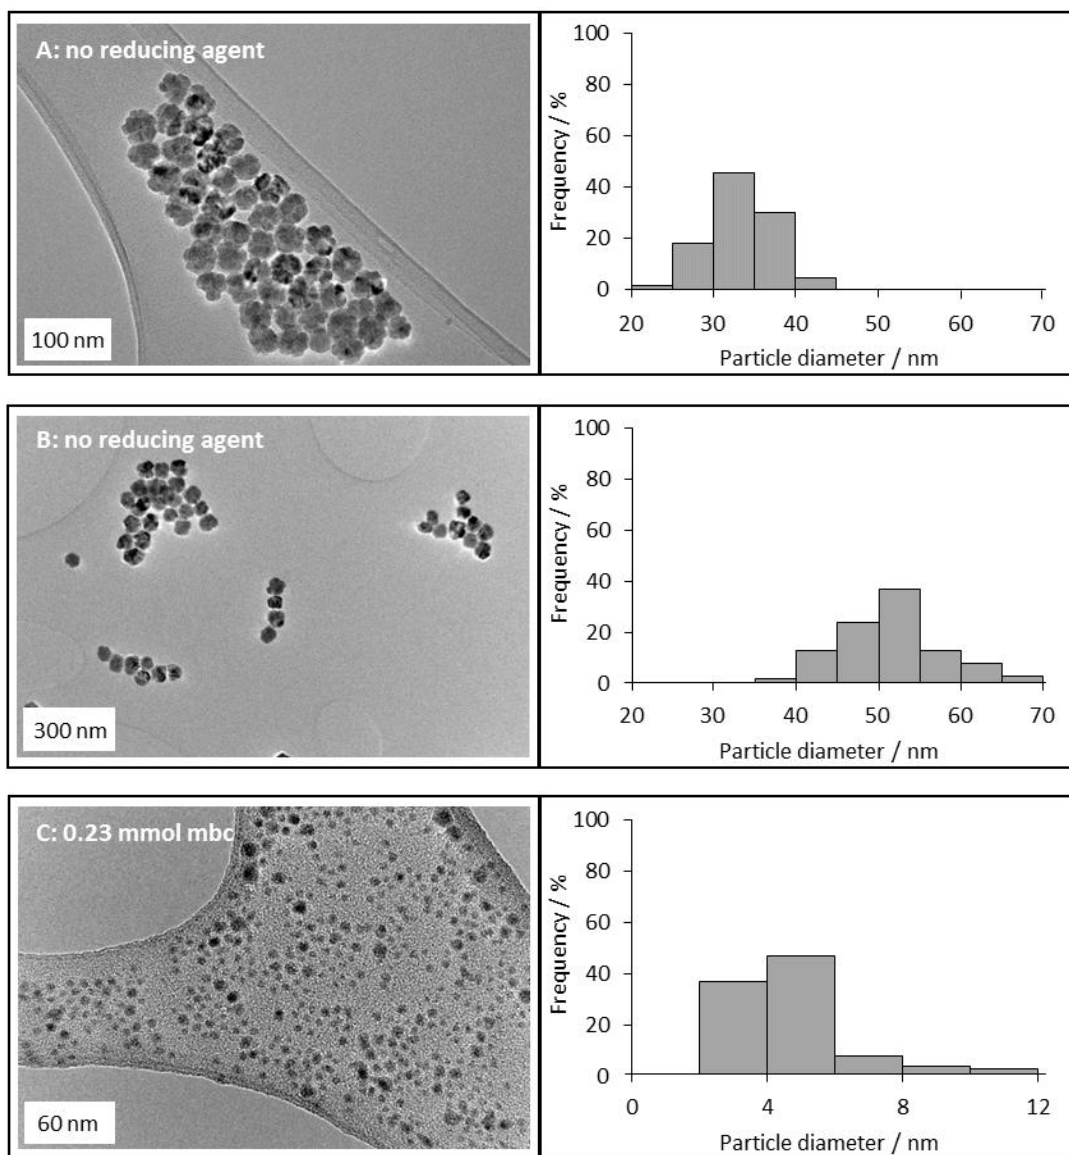 A: no reducing agent
100 nm
Frequency / %
100
80
60
40
20
0
20 30 40 50 60 70
Particle diameter / nm
B: no reducing agent
300 nm
Frequency / %
100
80
60
40
20
0
20 30 40 50 60 70
Particle diameter / nm
C: 0.23 mmol mbc
60 nm
Frequency / %
100
80
60
40
20
0
0 4 8 12
Particle diameter / nm